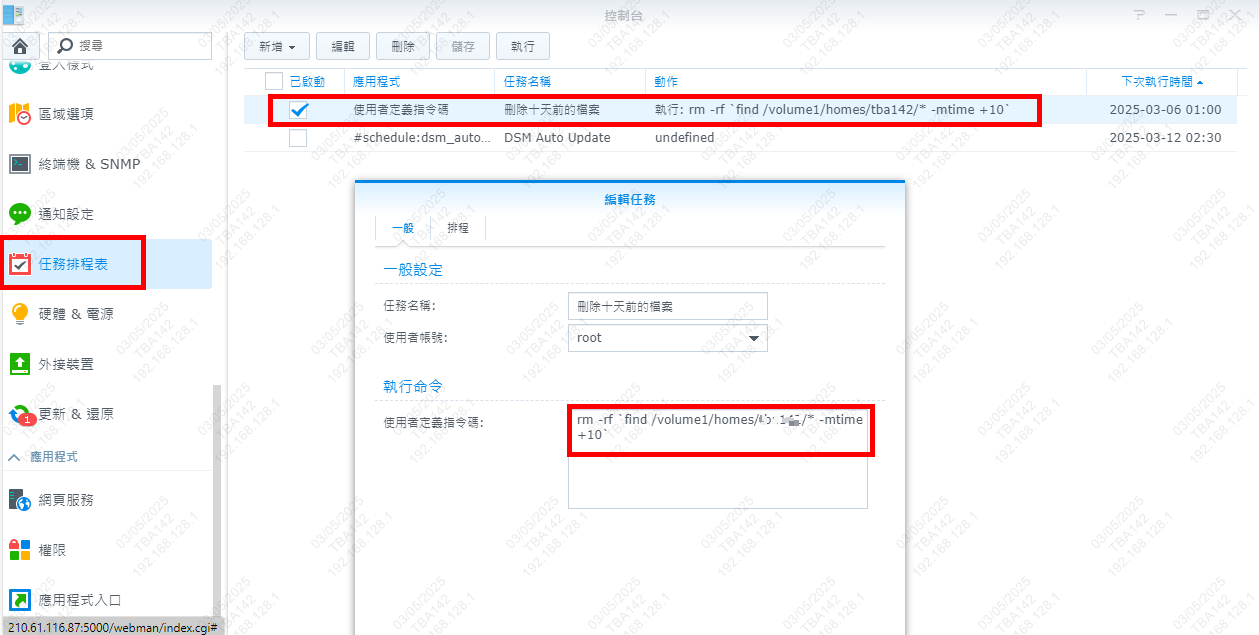 控制台
搜尋
新增
編輯
刪除
儲存
執行
登入樣式
區域選項
終端機 & SNMP
通知設定
任務排程表
硬體 & 電源
外接裝置
1
更新 & 還原
應用程式
網頁服務
權限
應用程式入口
210.61.116.87:5000/webman/index.cgi#
已啟動 應用程式 任務名稱 動作 下次執行時間
使用者定義指令碼 刪除十天前的檔案 執行: rm -rf `find /volume1/homes/tba142/* -mtime +10` 2025-03-06 01:00
#schedule:dsm_auto... DSM Auto Update undefined 2025-03-12 02:30
編輯任務
一般 排程
一般設定
任務名稱: 刪除十天前的檔案
使用者帳號: root
執行命令
使用者定義指令碼:
rm -rf `find /volume1/homes/ /* -mtime
+10`
03/05/2025
TBA142
192.168.128.1